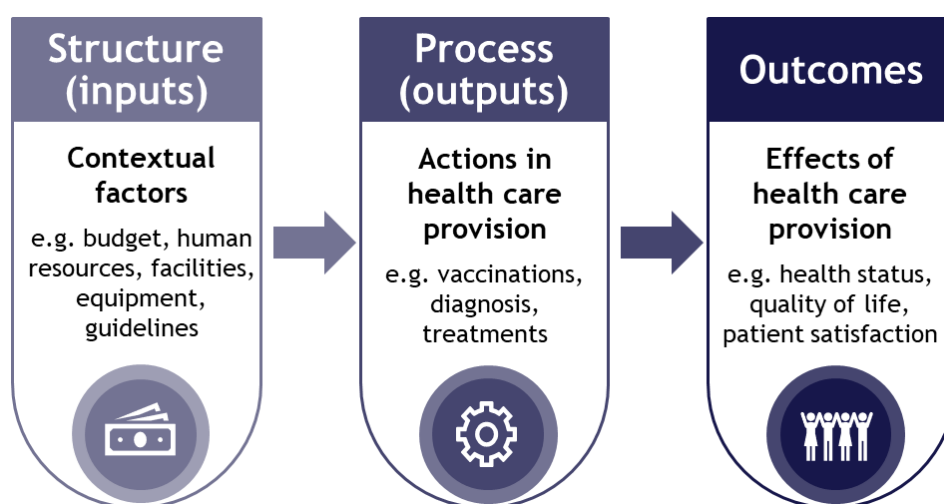 Structure
(inputs)
Contextual
factors
e.g. budget, human
resources, facilities,
equipment,
guidelines
Process
(outputs)
Actions in
health care
provision
e.g. vaccinations,
diagnosis,
treatments
Outcomes
Effects of
health care
provision
e.g. health status,
quality of life,
patient satisfaction